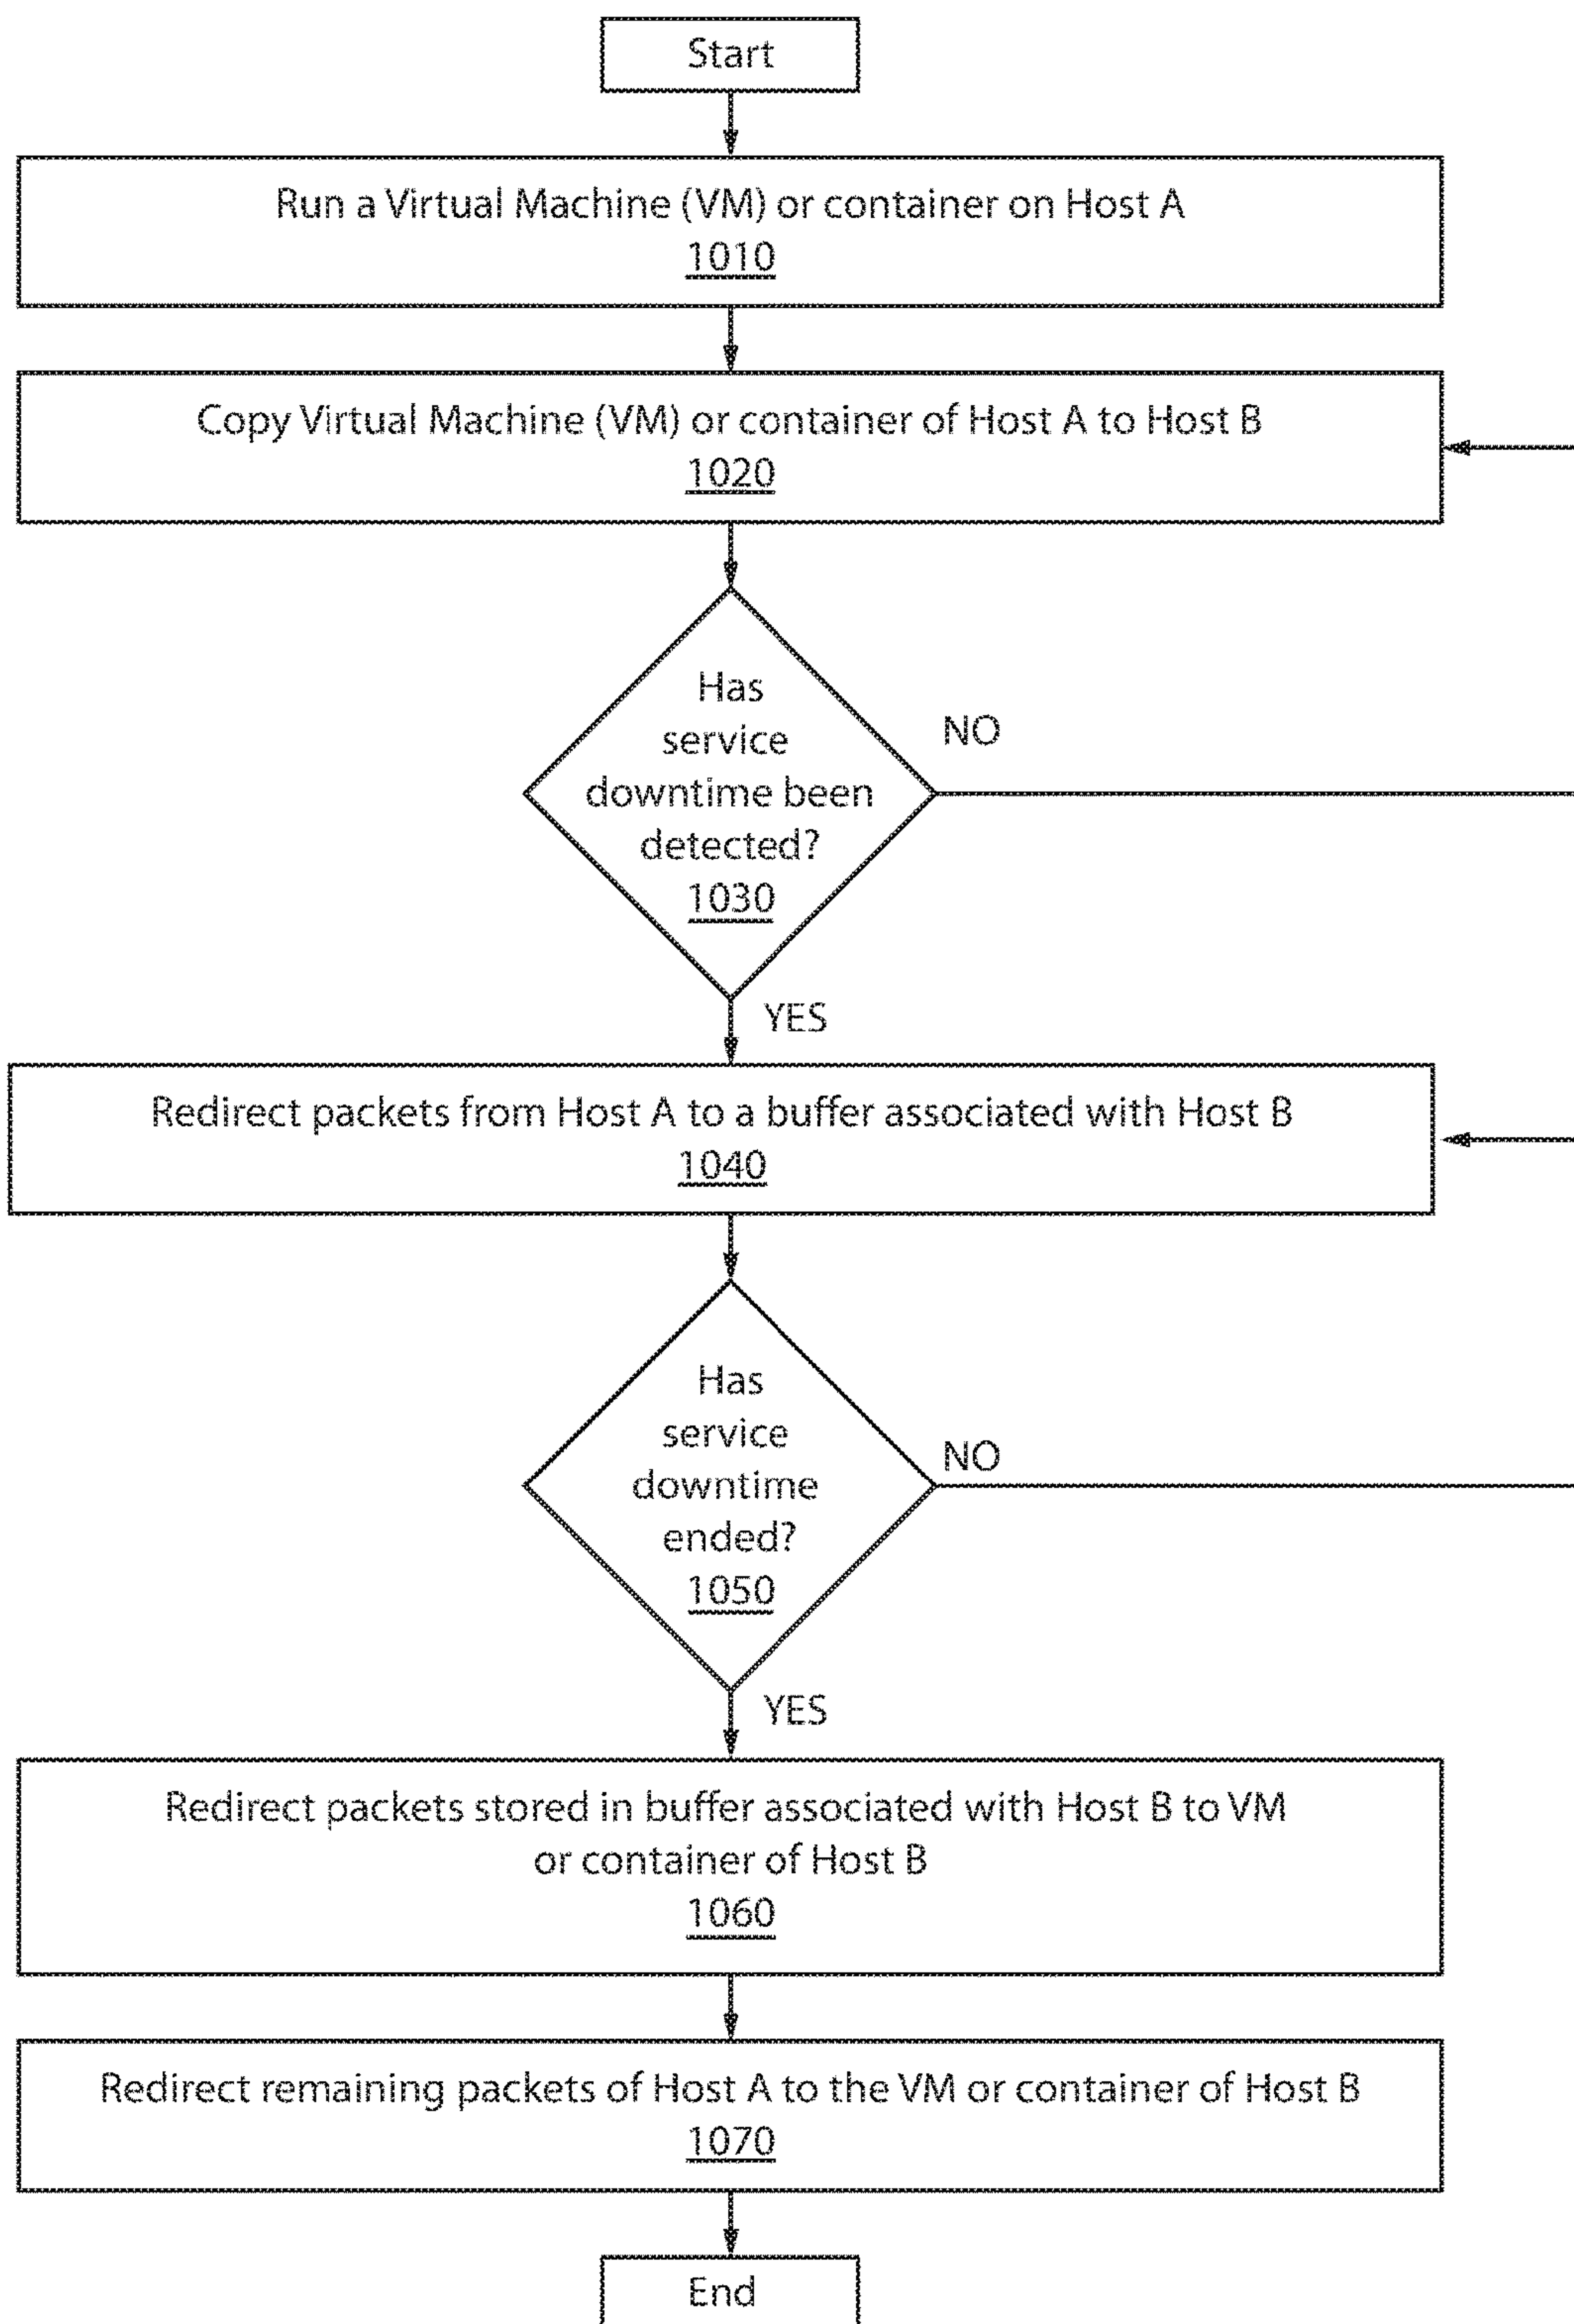 Start
Run a Virtual Machine (VM) or container on Host A
1010
Copy Virtual Machine (VM) or container of Host A to Host B
1020
Has
service
downtime been
detected?
1030
NO
YES
Redirect packets from Host A to a buffer associated with Host B
1040
Has
service
downtime
ended?
1050
NO
YES
Redirect packets stored in buffer associated with Host B to VM
or container of Host B
1060
Redirect remaining packets of Host A to the VM or container of Host B
1070
End